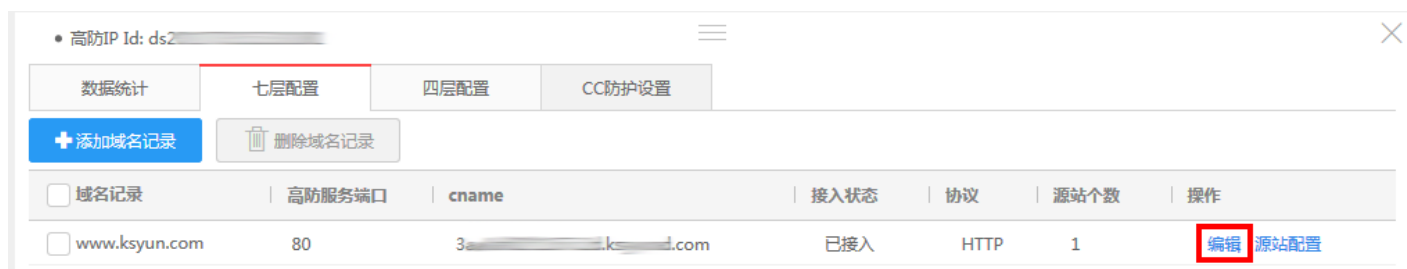 • 高防IP Id: ds2
数据统计 七层配置 四层配置 CC防护设置
添加域名记录 删除域名记录
域名记录 高防服务端口 cname 接入状态 协议 源站个数 操作
www.ksyun.com 80 3a .ks .com 已接入 HTTP 1 编辑 源站配置